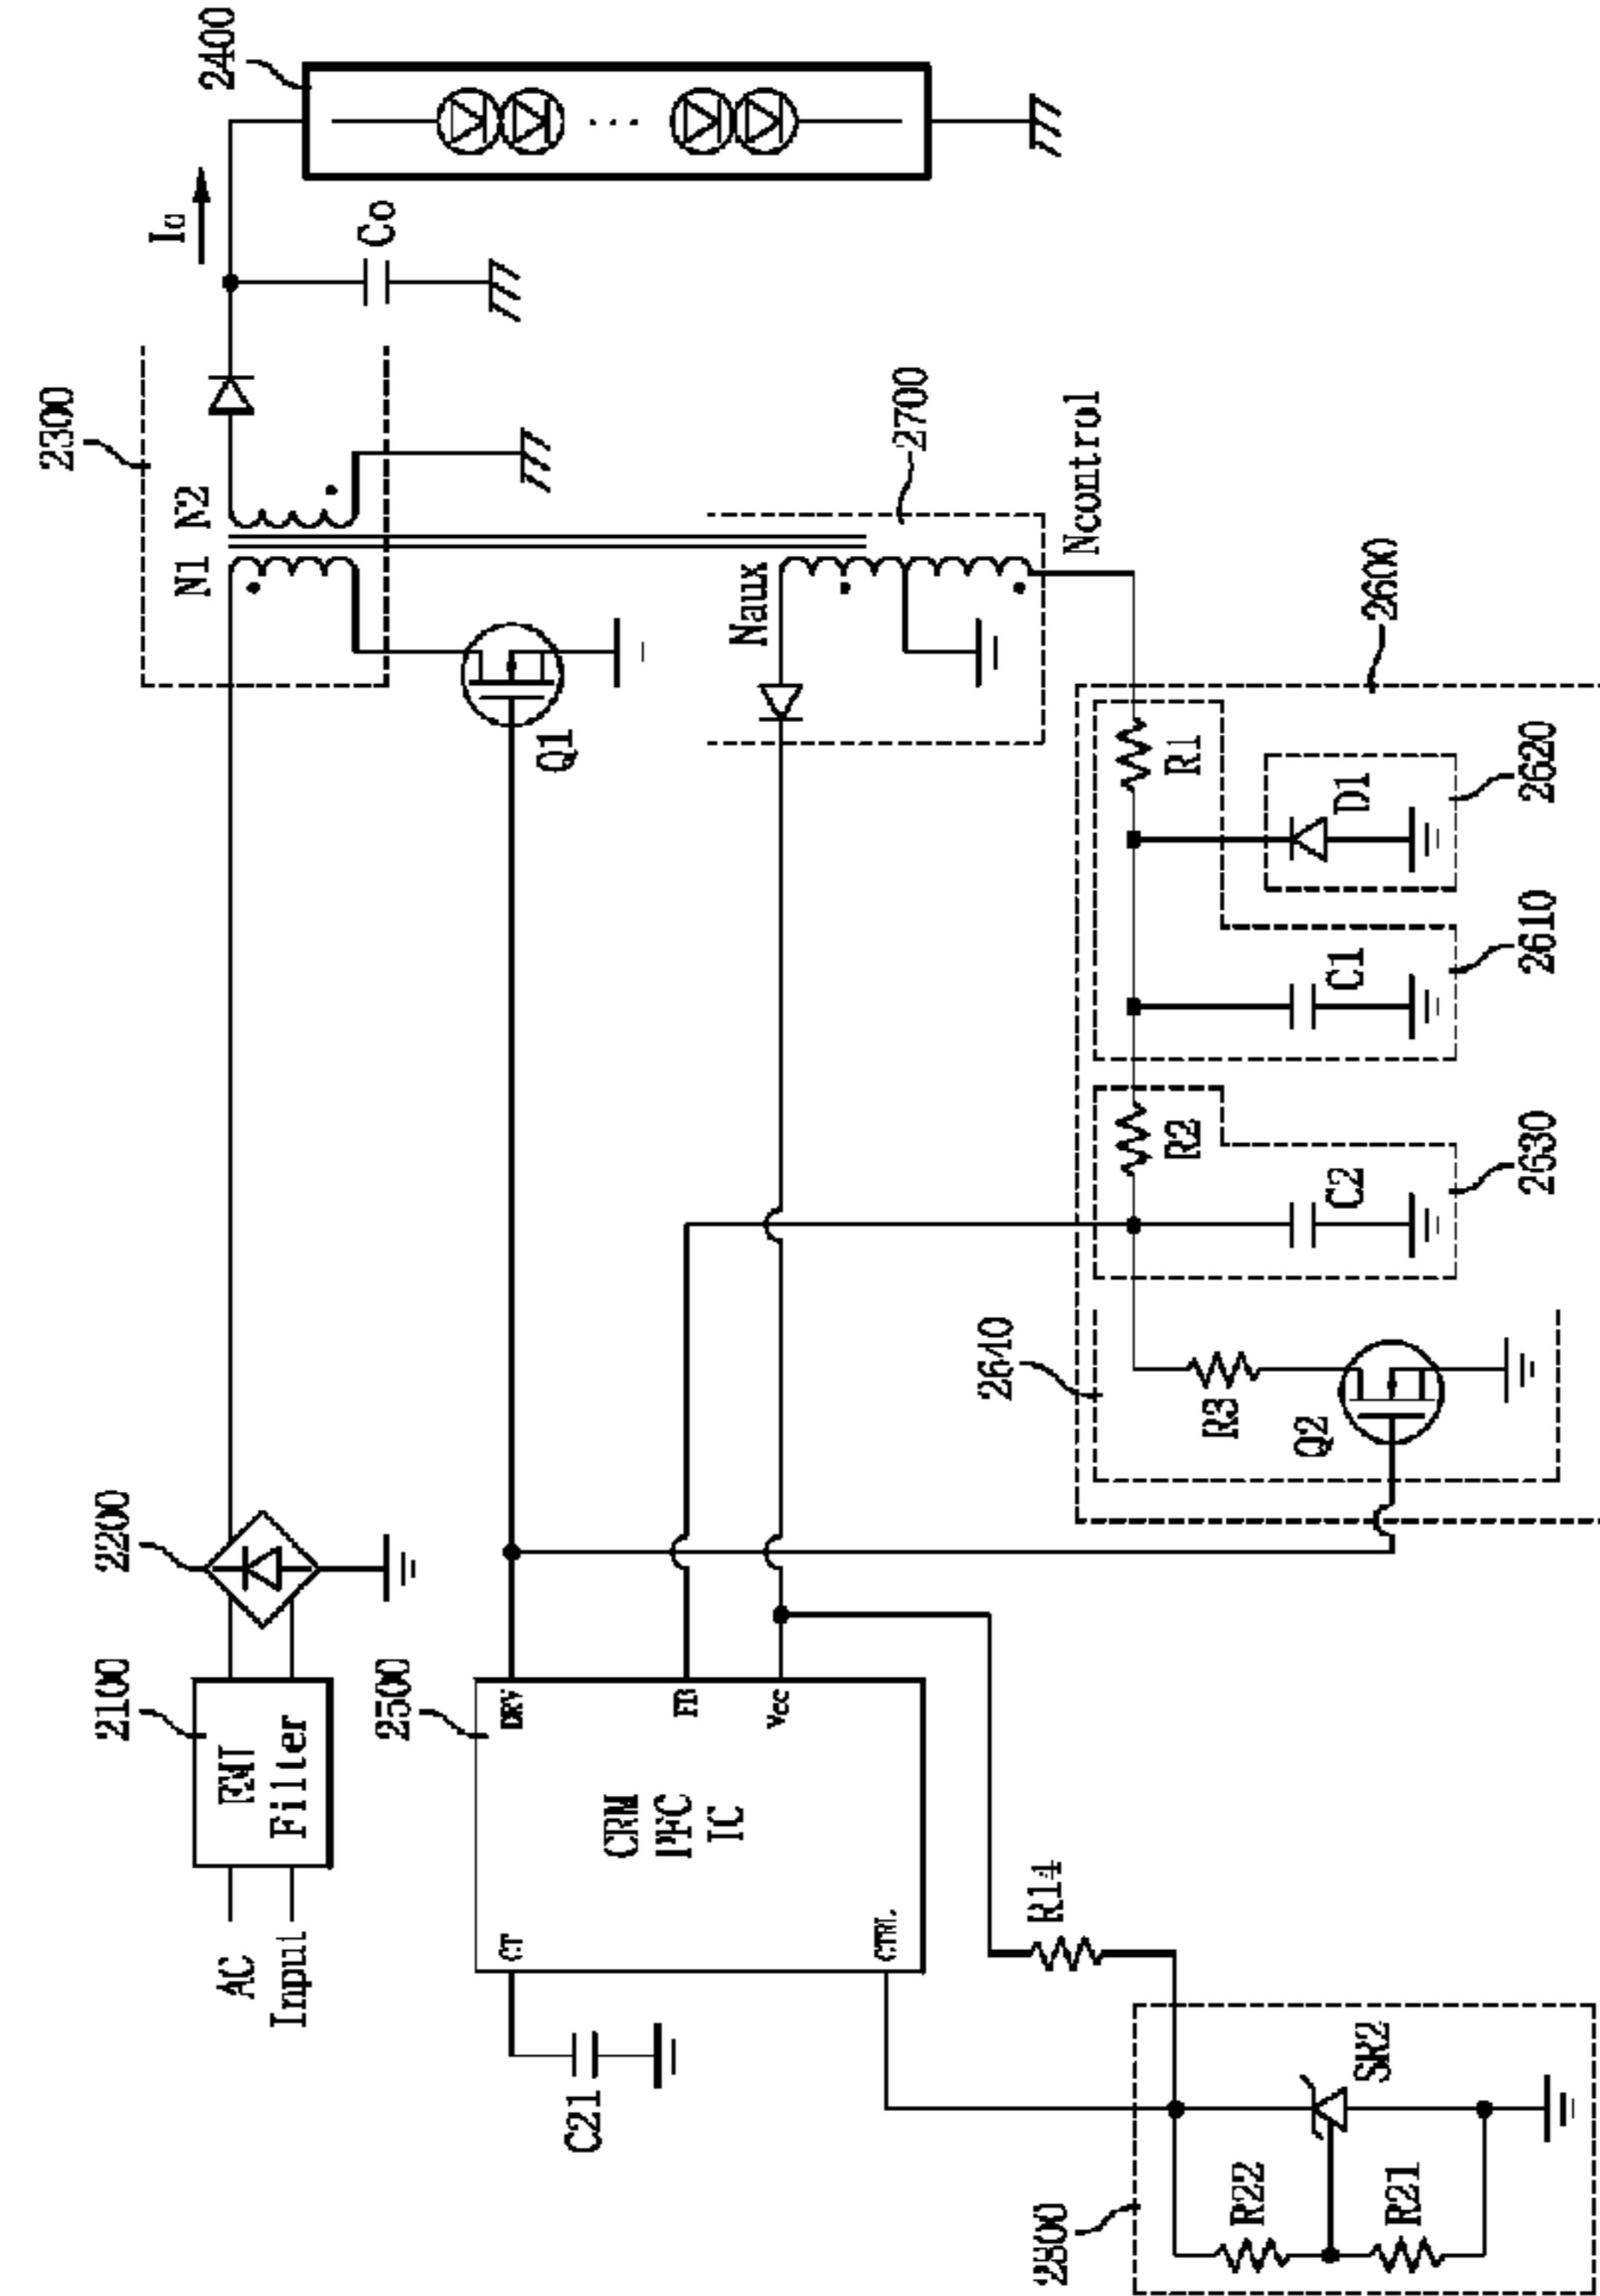 2300
N1
N2
Io
2400
Co
2100
2200
AC
Input
EMI
Filter
2500
Q1
Naux
2700
Ncontrol
CT
DRV
FB
Vcc
CTRL
CRM
PFC
IC
C21
R14
2640
R3
Q2
R2
C2
2630
C1
2610
R1
D1
2620
2600
2800
R22
R21
SR2